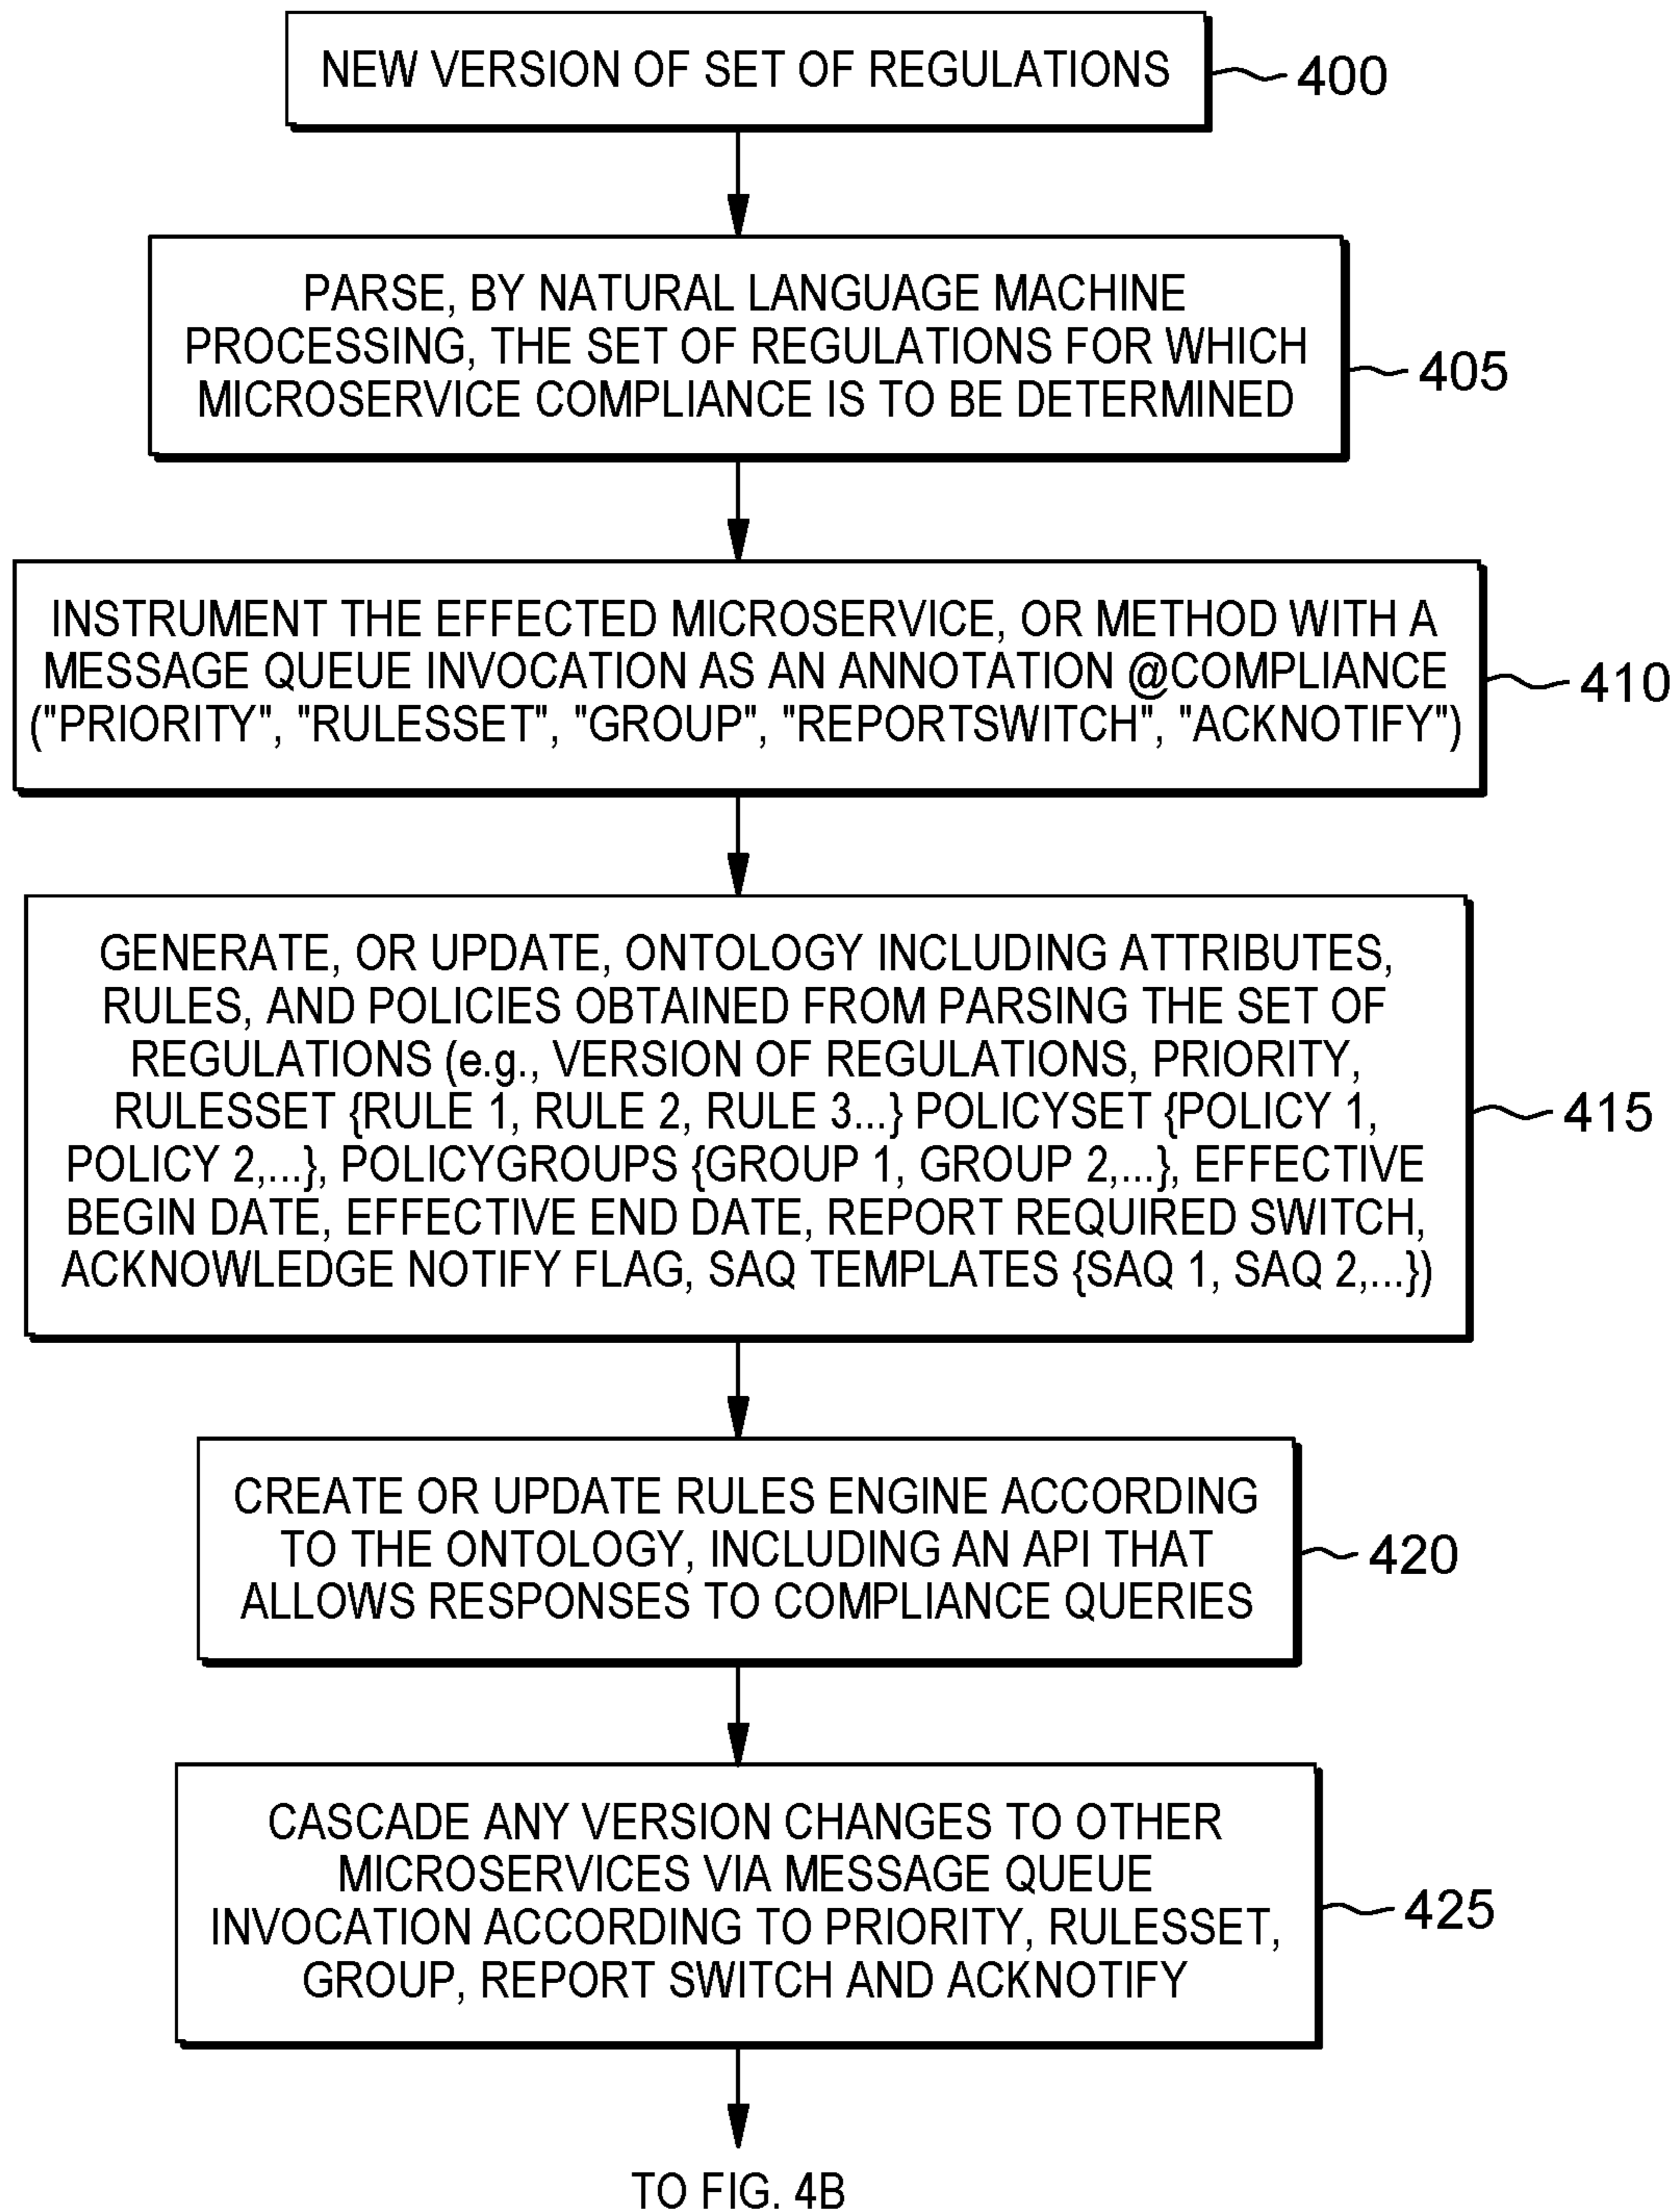 NEW VERSION OF SET OF REGULATIONS
400
PARSE, BY NATURAL LANGUAGE MACHINE
PROCESSING, THE SET OF REGULATIONS FOR WHICH
MICROSERVICE COMPLIANCE IS TO BE DETERMINED
405
INSTRUMENT THE EFFECTED MICROSERVICE, OR METHOD WITH A
MESSAGE QUEUE INVOCATION AS AN ANNOTATION @COMPLIANCE
("PRIORITY", "RULESSET", "GROUP", "REPORTSWITCH", "ACKNOTIFY")
410
GENERATE, OR UPDATE, ONTOLOGY INCLUDING ATTRIBUTES,
RULES, AND POLICIES OBTAINED FROM PARSING THE SET OF
REGULATIONS (e.g., VERSION OF REGULATIONS, PRIORITY,
RULESSET {RULE 1, RULE 2, RULE 3...} POLICYSET {POLICY 1,
POLICY 2,...}, POLICYGROUPS {GROUP 1, GROUP 2,...}, EFFECTIVE
BEGIN DATE, EFFECTIVE END DATE, REPORT REQUIRED SWITCH,
ACKNOWLEDGE NOTIFY FLAG, SAQ TEMPLATES {SAQ 1, SAQ 2,...})
415
CREATE OR UPDATE RULES ENGINE ACCORDING
TO THE ONTOLOGY, INCLUDING AN API THAT
ALLOWS RESPONSES TO COMPLIANCE QUERIES
420
CASCADE ANY VERSION CHANGES TO OTHER
MICROSERVICES VIA MESSAGE QUEUE
INVOCATION ACCORDING TO PRIORITY, RULESSET,
GROUP, REPORT SWITCH AND ACKNOTIFY
425
TO FIG. 4B